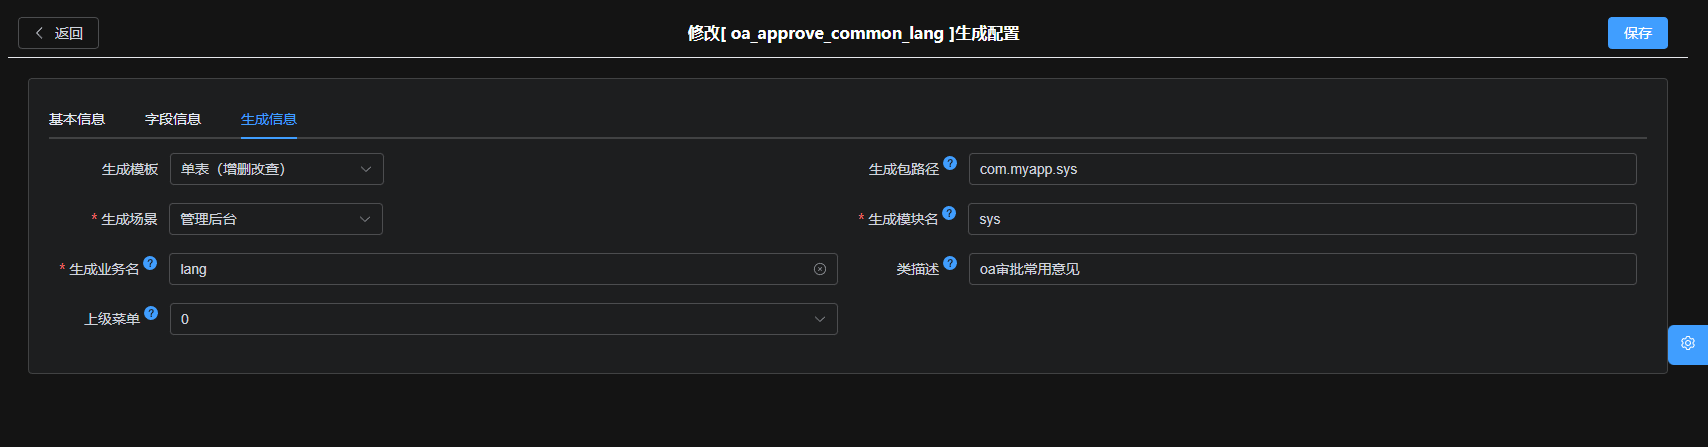 返回
修改[ oa_approve_common_lang ]生成配置
保存
基本信息 字段信息 生成信息
生成模板 单表（增删改查） 生成包路径 ? com.myapp.sys
* 生成场景 管理后台 * 生成模块名 ? sys
* 生成业务名 ? lang 类描述 ? oa审批常用意见
上级菜单 ? 0